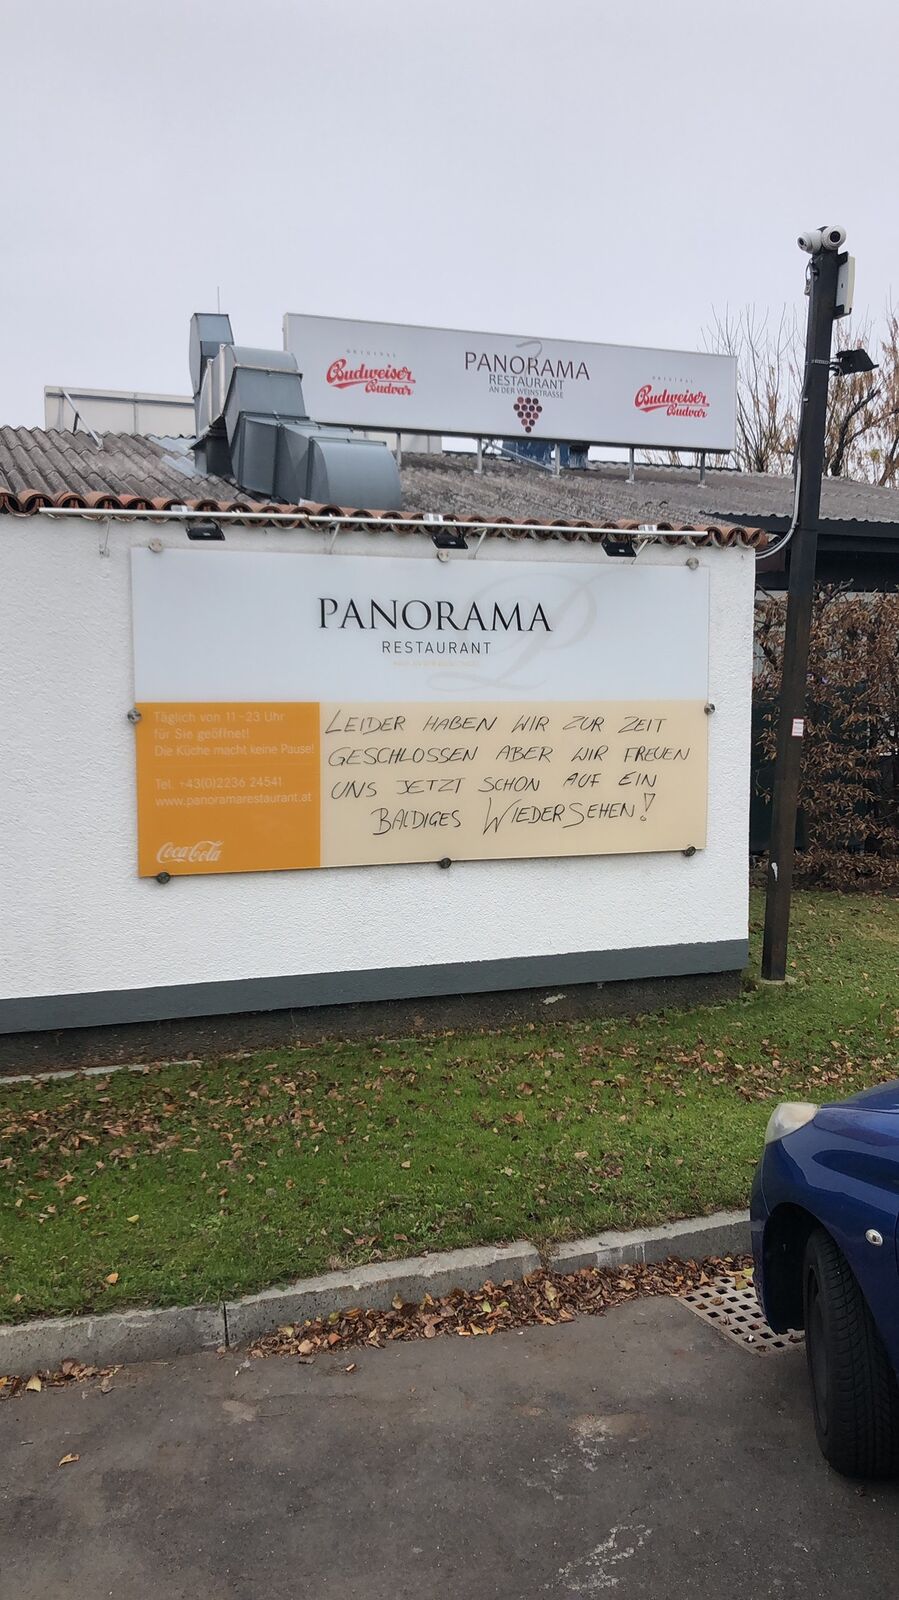 ORIGINAL
Budweiser
Budvar
PANORAMA
RESTAURANT
AN DER WEINSTRASSE
ORIGINAL
Budweiser
Budvar
PANORAMA
RESTAURANT
Täglich von 11-23 Uhr
für Sie geöffnet!
Die Küche macht keine Pause!
Tel. +43(0)2236 24541
www.panoramarestaurant.at
Coca-Cola
LEIDER HABEN WIR ZUR ZEIT
GESCHLOSSEN ABER WIR FREUEN
UNS JETZT SCHON AUF EIN
BALDIGES WIEDERSEHEN!